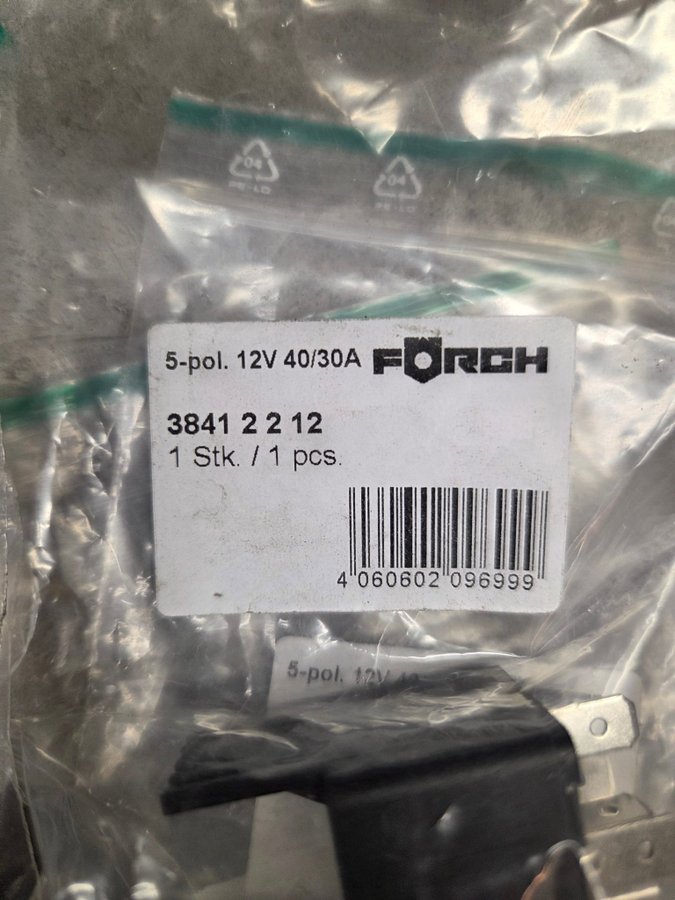 04
PE-LD
04
PE-LD
5-pol. 12V 40/30A FÖRCH
3841 2 2 12
1 Stk. / 1 pcs.
4 060602 096999
5-pol. 12V 40